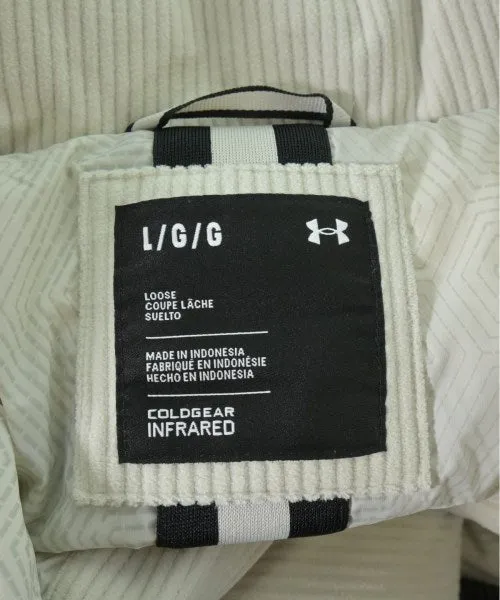 L/G/G
LOOSE
COUPE LÂCHE
SUELTO
MADE IN INDONESIA
FABRIQUÉ EN INDONÉSIE
HECHO EN INDONESIA
COLDGEAR
INFRARED